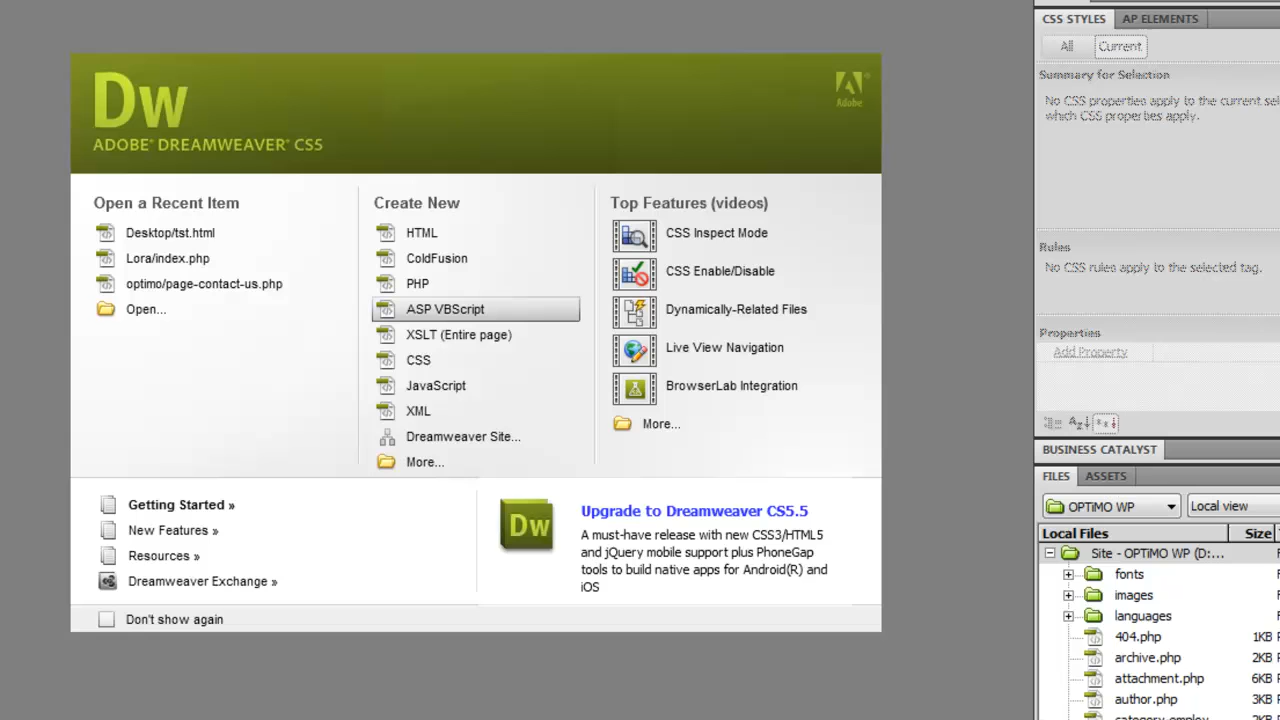 Dw
ADOBE® DREAMWEAVER® CS5
Adobe
Open a Recent Item
Desktop/tst.html
Lora/index.php
optimo/page-contact-us.php
Open...
Create New
HTML
ColdFusion
PHP
ASP VBScript
XSLT (Entire page)
CSS
JavaScript
XML
Dreamweaver Site...
More...
Top Features (videos)
CSS Inspect Mode
CSS Enable/Disable
Dynamically-Related Files
Live View Navigation
BrowserLab Integration
More...
Getting Started »
New Features »
Resources »
Dreamweaver Exchange »
Dw
Upgrade to Dreamweaver CS5.5
A must-have release with new CSS3/HTML5
and jQuery mobile support plus PhoneGap
tools to build native apps for Android(R) and
iOS
Don't show again
CSS STYLES AP ELEMENTS
All Current
Summary for Selection
No CSS properties apply to the current
which CSS properties apply.
Rules
No CSS rules apply to the selected tag.
Properties
Add Property
BUSINESS CATALYST
FILES ASSETS
OPTiMO WP Local view
Local Files Size
Site - OPTiMO WP (D:...
fonts
images
languages
404.php 1KB
archive.php 2KB
attachment.php 6KB
author.php 3KB